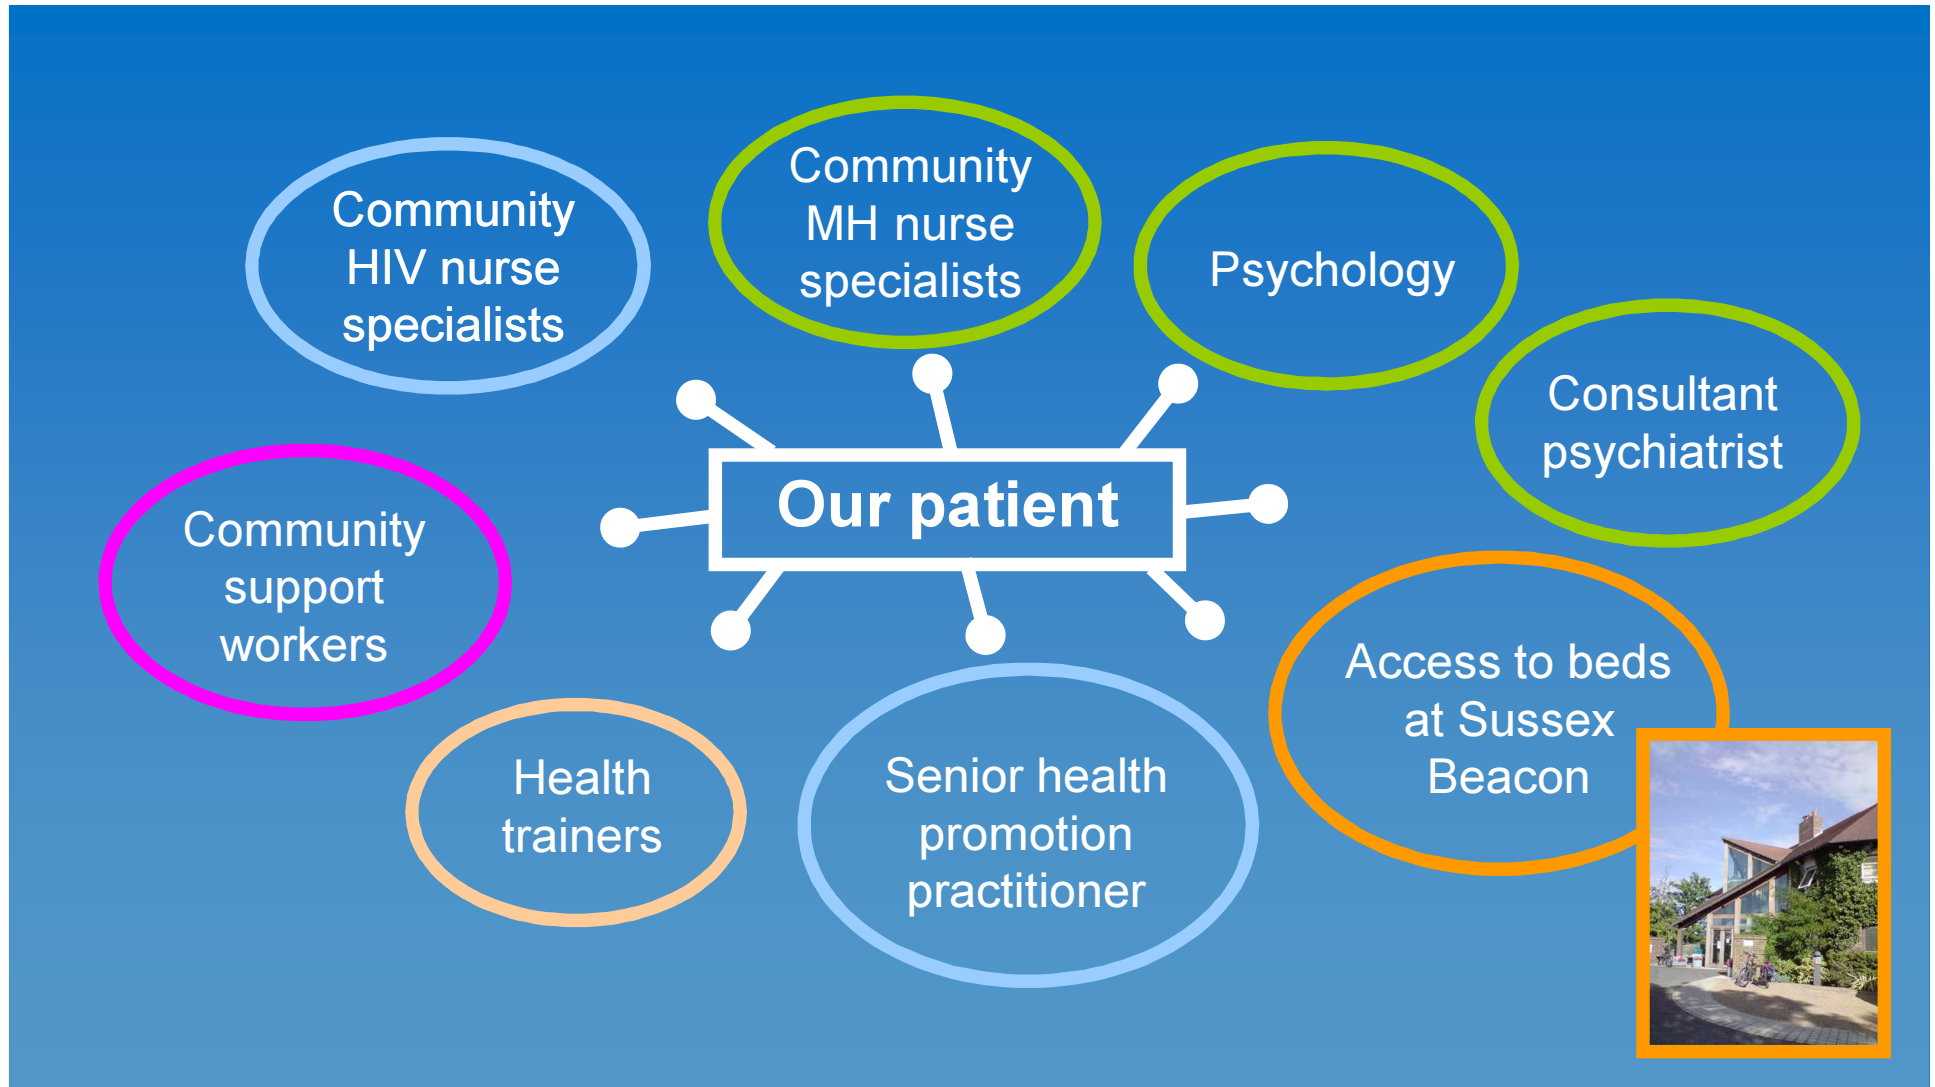 Community
HIV nurse
specialists
Community
MH nurse
specialists
Psychology
Consultant
psychiatrist
Our patient
Community
support
workers
Access to beds
at Sussex
Beacon
Health
trainers
Senior health
promotion
practitioner